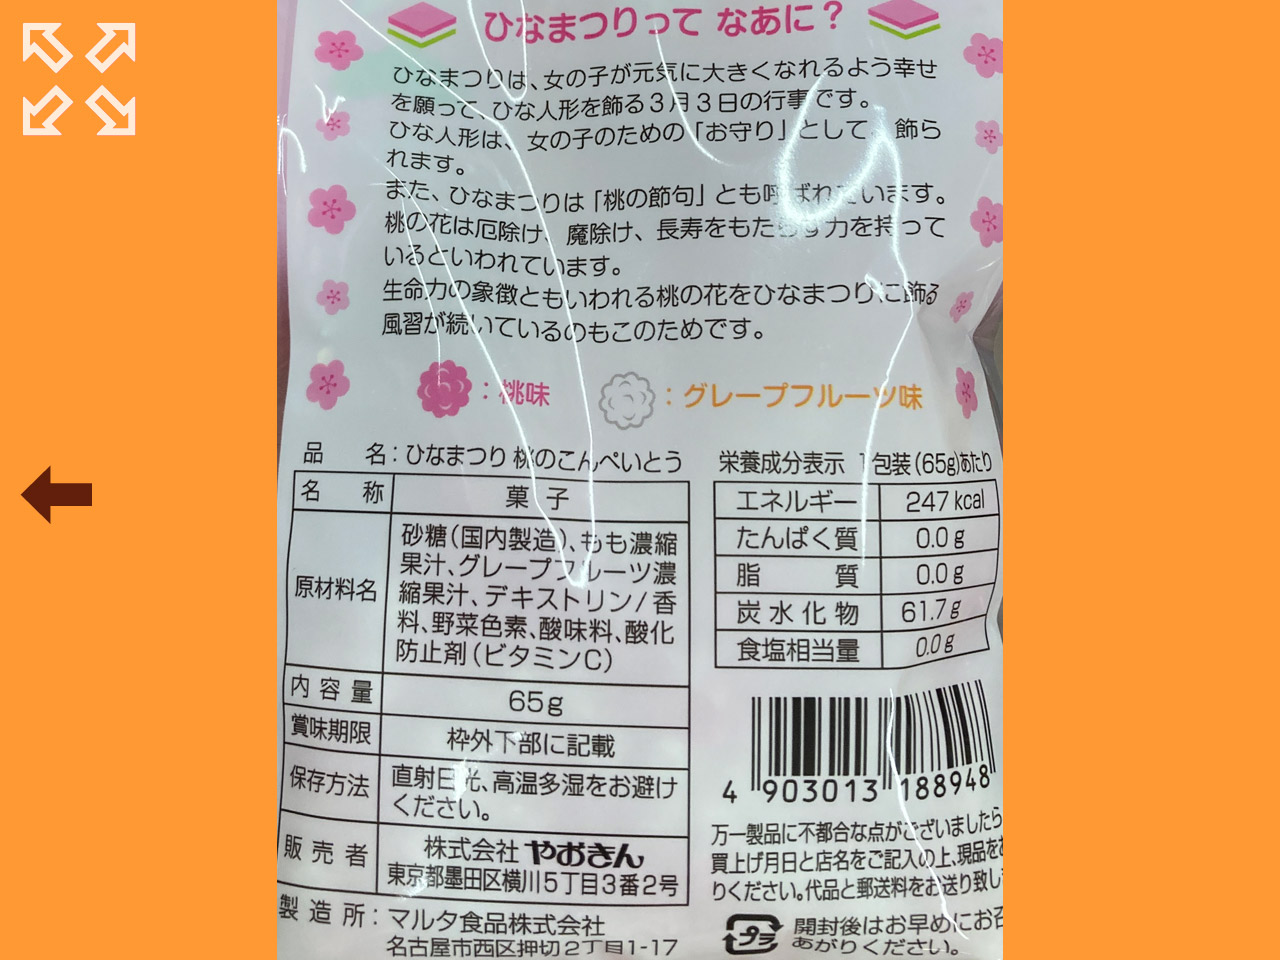 ひなまつりって なあに？
ひなまつりは、女の子が元気に大きくなれるよう幸せ
を願って、ひな人形を飾る3月3日の行事です。
ひな人形は、女の子のための「お守り」として、飾ら
れます。
また、ひなまつりは「桃の節句」とも呼ばれています。
桃の花は厄除け、魔除け、長寿をもたらす力を持って
いるといわれています。
生命力の象徴ともいわれる桃の花をひなまつりに飾る
風習が続いているのもこのためです。
：桃味 ：グレープフルーツ味
品 名：ひなまつり 桃のこんぺいとう
名 称 菓 子
原材料名 砂糖(国内製造)、もも濃縮
果汁、グレープフルーツ濃
縮果汁、デキストリン/香
料、野菜色素、酸味料、酸化
防止剤(ビタミンC)
内容量 65g
賞味期限 枠外下部に記載
保存方法 直射日光、高温多湿をお避け
ください。
販売者 株式会社 やおきん
東京都墨田区横川5丁目3番2号
製造所：マルタ食品株式会社
名古屋市西区押切2丁目1-17
栄養成分表示 1包装(65g)あたり
エネルギー 247 kcal
たんぱく質 0.0 g
脂 質 0.0 g
炭水化物 61.7 g
食塩相当量 0.0 g
4 903013 188948
万一製品に不都合な点がございましたら
買上げ月日と店名をご記入の上、現品をお
りください。代品と郵送料をお送り致し
プラ
開封後はお早めにお召
あがりください。